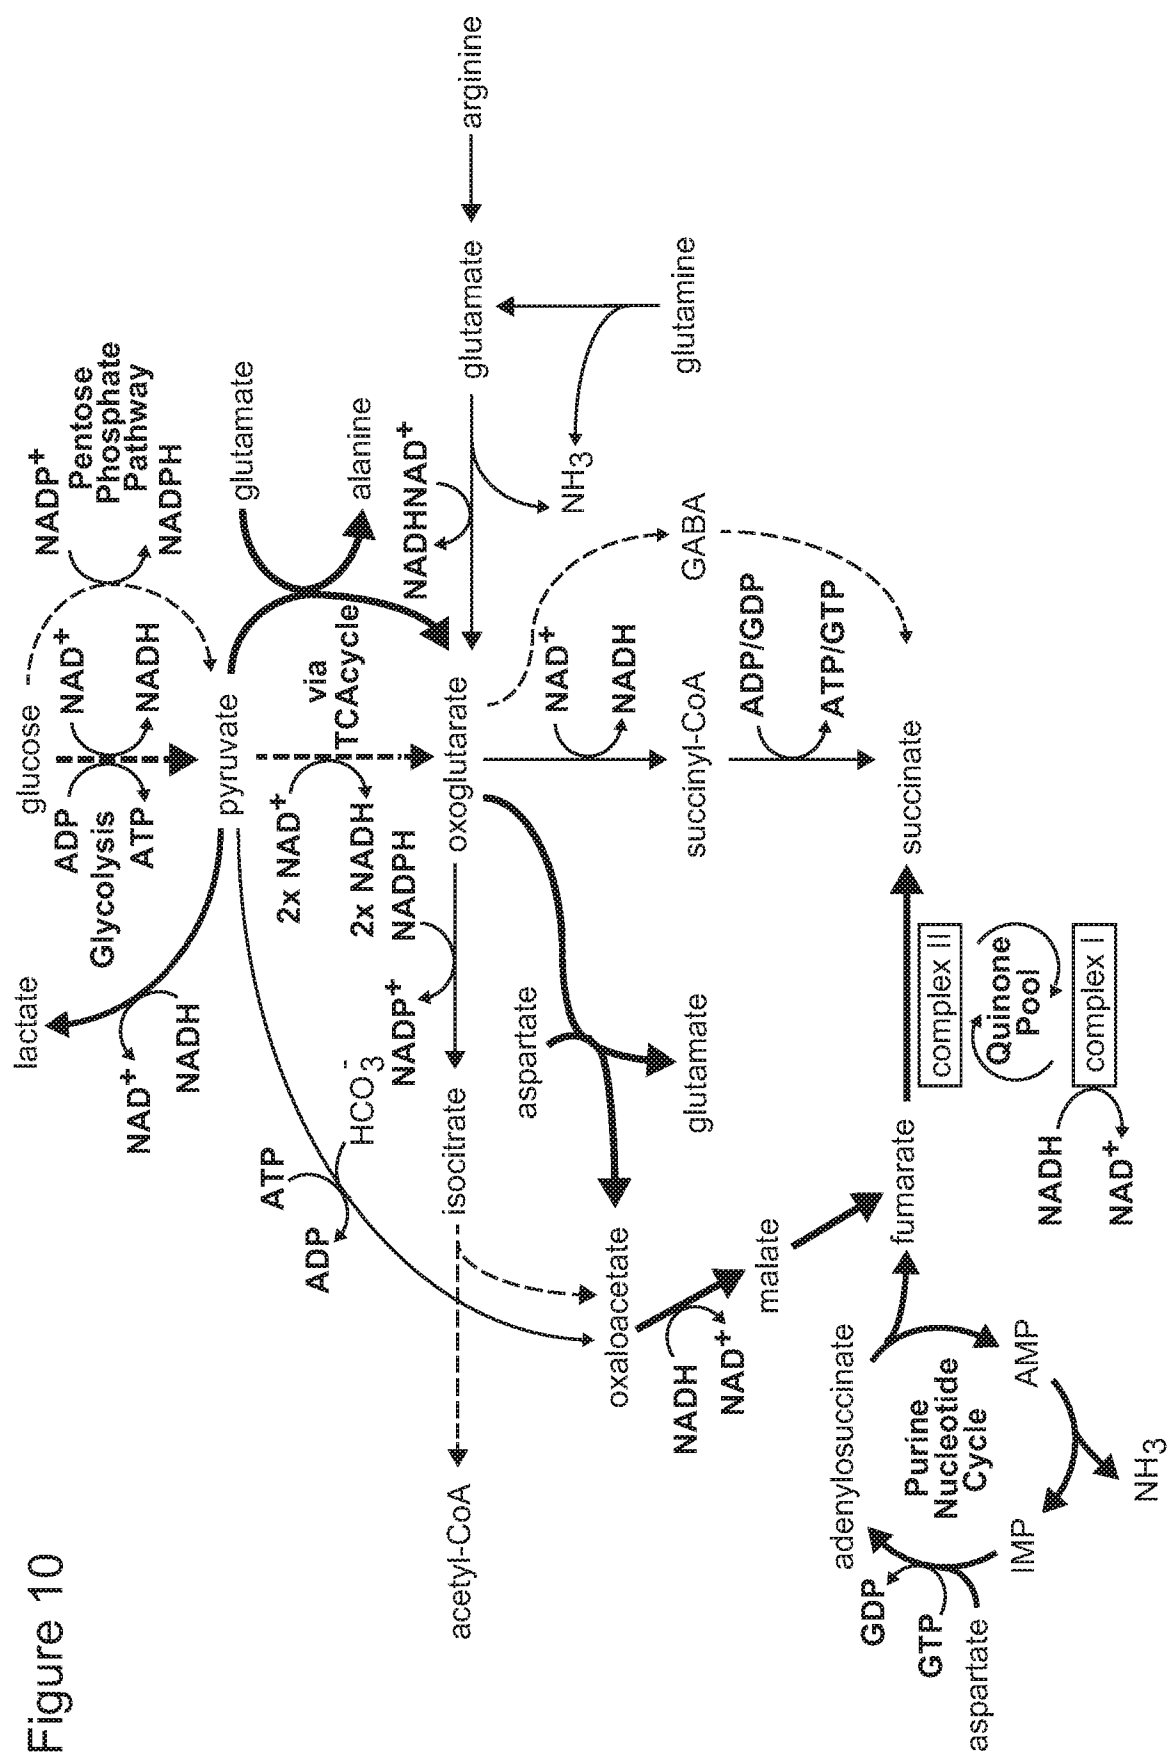 Figure 10
glucose
ADP
Glycolysis
ATP
NAD+
NADH
NADP+
Pentose
Phosphate
Pathway
NADPH
lactate
NAD+
NADH
pyruvate
glutamate
alanine
2x NAD+
2x NADH
via
TCAcycle
ATP
ADP
HCO3-
NADPH
NADP+
NADHNAD+
acetyl-CoA
isocitrate
oxoglutarate
glutamate
arginine
NH3
glutamine
aspartate
glutamate
NAD+
NADH
GABA
oxaloacetate
NADH
NAD+
malate
succinyl-CoA
ADP/GDP
ATP/GTP
adenylosuccinate
fumarate
succinate
GDP
GTP
aspartate
Purine
Nucleotide
Cycle
IMP
AMP
NH3
complex II
Quinone
Pool
complex I
NADH
NAD+